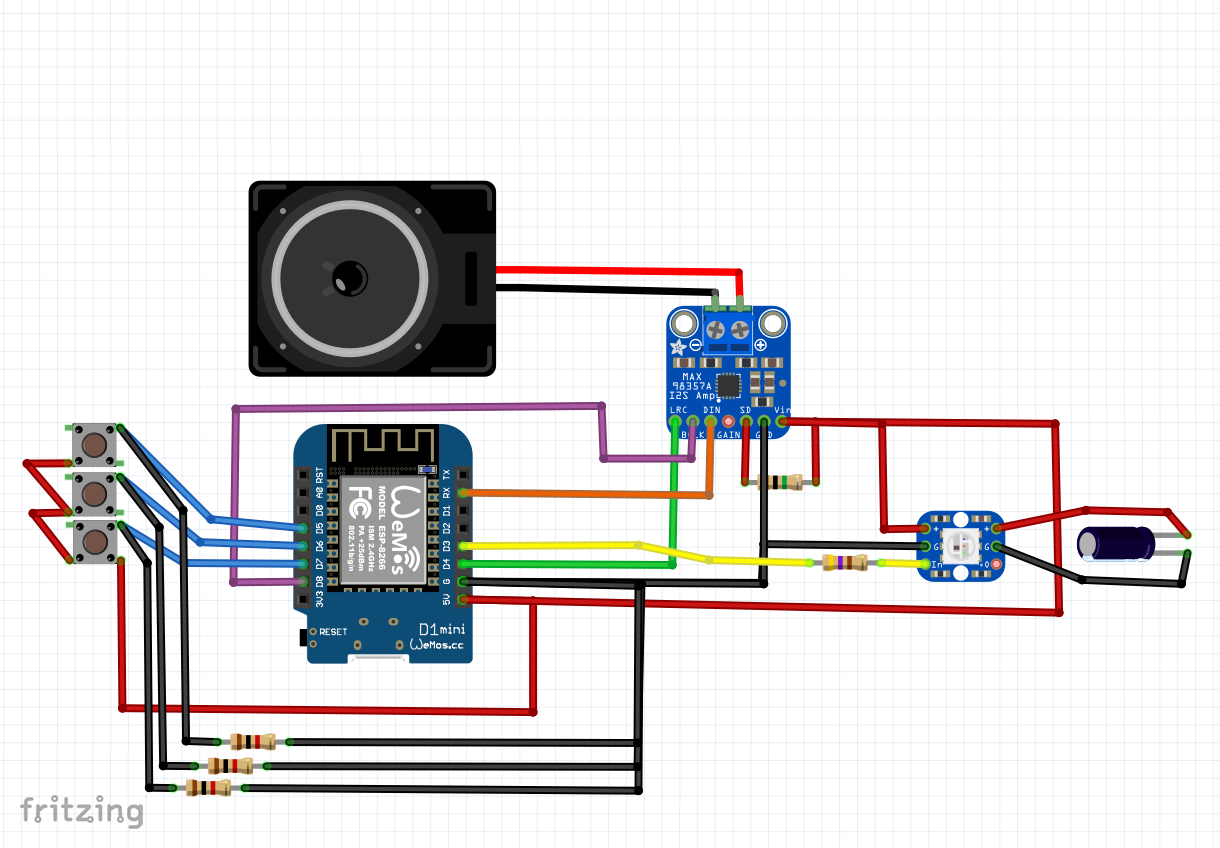 MAX
98357A
I2S Amp
LRC DIN SD Vin
BCLK GAIN GND
RST
A0
D0
D5
D6
D7
D8
3V3
TX
RX
D1
D2
D3
D4
G
5V
WeMos
MODEL ESP-8266
ISM 2.4GHz
PA +25dBm
802.11b/g/n
FC
RESET
D1mini
WeMos.cc
+ +
G G
In
fritzing